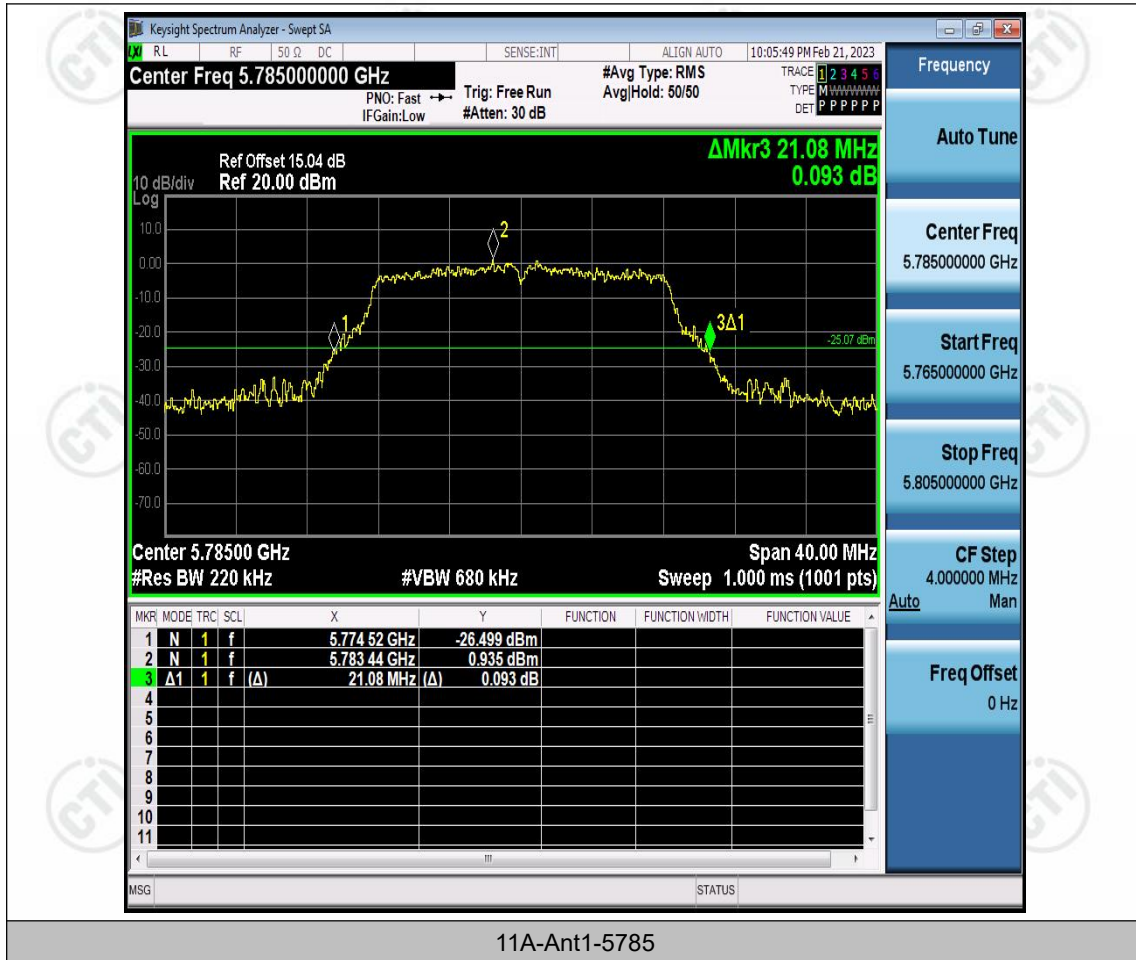 Keysight Spectrum Analyzer - Swept SA
LXI RL RF 50 Ω DC SENSE:INT ALIGN AUTO 10:05:49 PM Feb 21, 2023
Center Freq 5.785000000 GHz
PNO: Fast
IFGain:Low
Trig: Free Run
#Atten: 30 dB
#Avg Type: RMS
Avg|Hold: 50/50
TRACE 1 2 3 4 5 6
TYPE M WWWWW
DET P P P P P P
Ref Offset 15.04 dB
Ref 20.00 dBm
10 dB/div
Log
ΔMkr3 21.08 MHz
0.093 dB
10.0
0.00
-10.0
-20.0
-30.0
-40.0
-50.0
-60.0
-70.0
1
2
3Δ1
-25.07 dBm
Center 5.78500 GHz
Span 40.00 MHz
#Res BW 220 kHz
#VBW 680 kHz
Sweep 1.000 ms (1001 pts)
MKR MODE TRC SCL X Y FUNCTION FUNCTION WIDTH FUNCTION VALUE
1 N 1 f 5.774 52 GHz -26.499 dBm
2 N 1 f 5.783 44 GHz 0.935 dBm
3 Δ1 1 f (Δ) 21.08 MHz (Δ) 0.093 dB
4
5
6
7
8
9
10
11
MSG
STATUS
Frequency
Auto Tune
Center Freq
5.785000000 GHz
Start Freq
5.765000000 GHz
Stop Freq
5.805000000 GHz
CF Step
4.000000 MHz
Auto Man
Freq Offset
0 Hz
11A-Ant1-5785
CTI
CTI
CTI
CTI
CTI
CTI